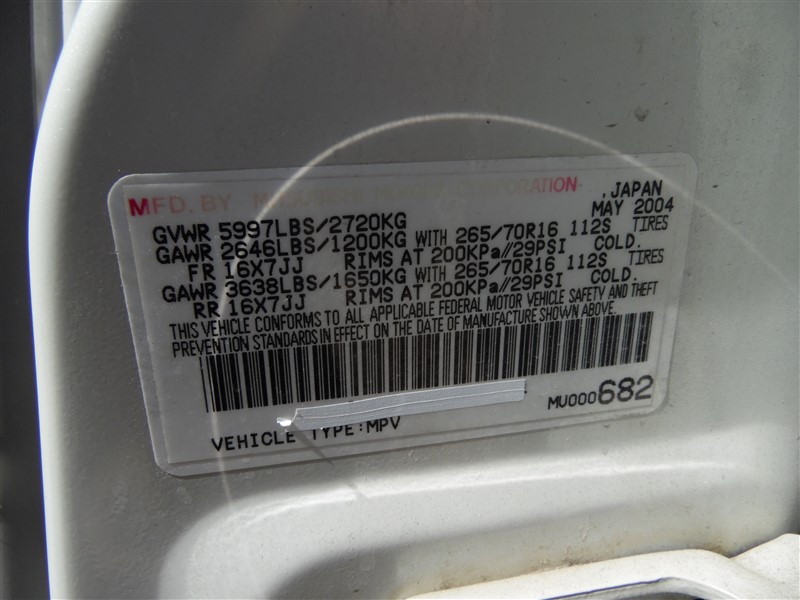 MFD. BY MITSUBISHI MOTORS CORPORATION , JAPAN
MAY 2004
GVWR 5997LBS/2720KG
GAWR 2646LBS/1200KG WITH 265/70R16 112S TIRES
FR 16X7JJ RIMS AT 200KPa//29PSI COLD.
GAWR 3638LBS/1650KG WITH 265/70R16 112S TIRES
RR 16X7JJ RIMS AT 200KPa//29PSI COLD.
THIS VEHICLE CONFORMS TO ALL APPLICABLE FEDERAL MOTOR VEHICLE SAFETY AND THEFT
PREVENTION STANDARDS IN EFFECT ON THE DATE OF MANUFACTURE SHOWN ABOVE.
MU000682
VEHICLE TYPE:MPV